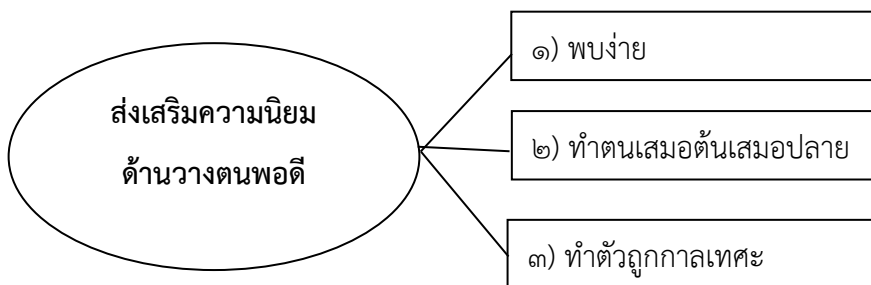 ส่งเสริมความนิยม
ด้านวางตนพอดี
๑) พบง่าย
๒) ทำตนเสมอต้นเสมอปลาย
๓) ทำตัวถูกกาลเทศะ